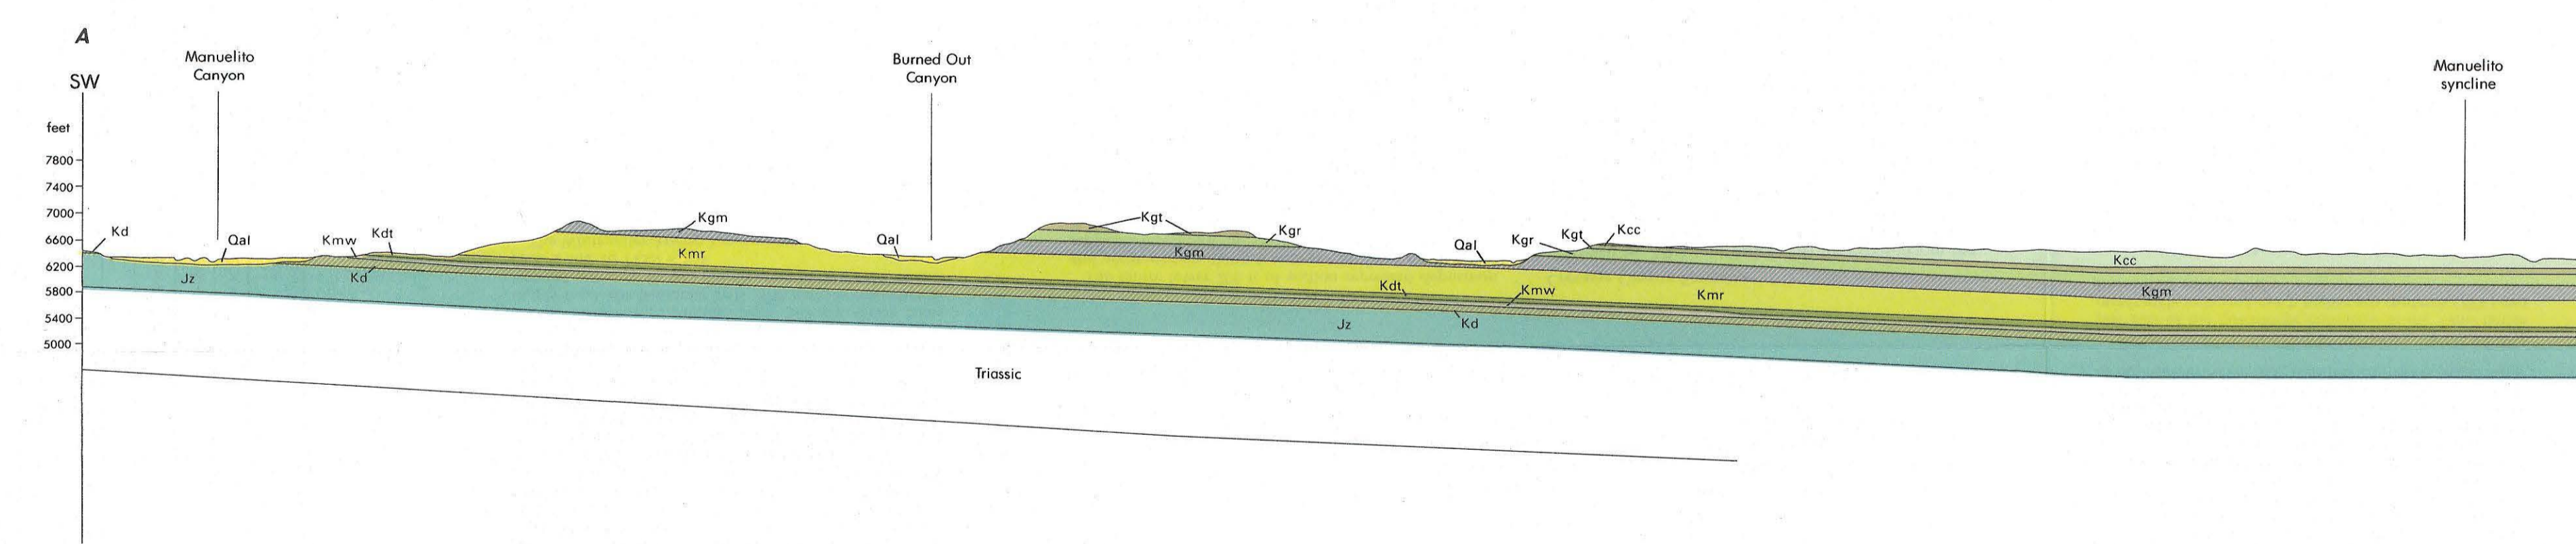 A
SW
Manuelito
Canyon
Burned Out
Canyon
Manuelito
syncline
feet
7800
7400
7000
6600
6200
5800
5400
5000
Kd
Qal
Kmw
Kdt
Kgm
Qal
Kgt
Kgr
Qal
Kgr
Kgt
Kcc
Jz
Kd
Kmr
Kgm
Kdt
Kmw
Kmr
Kcc
Kgm
Jz
Kd
Triassic